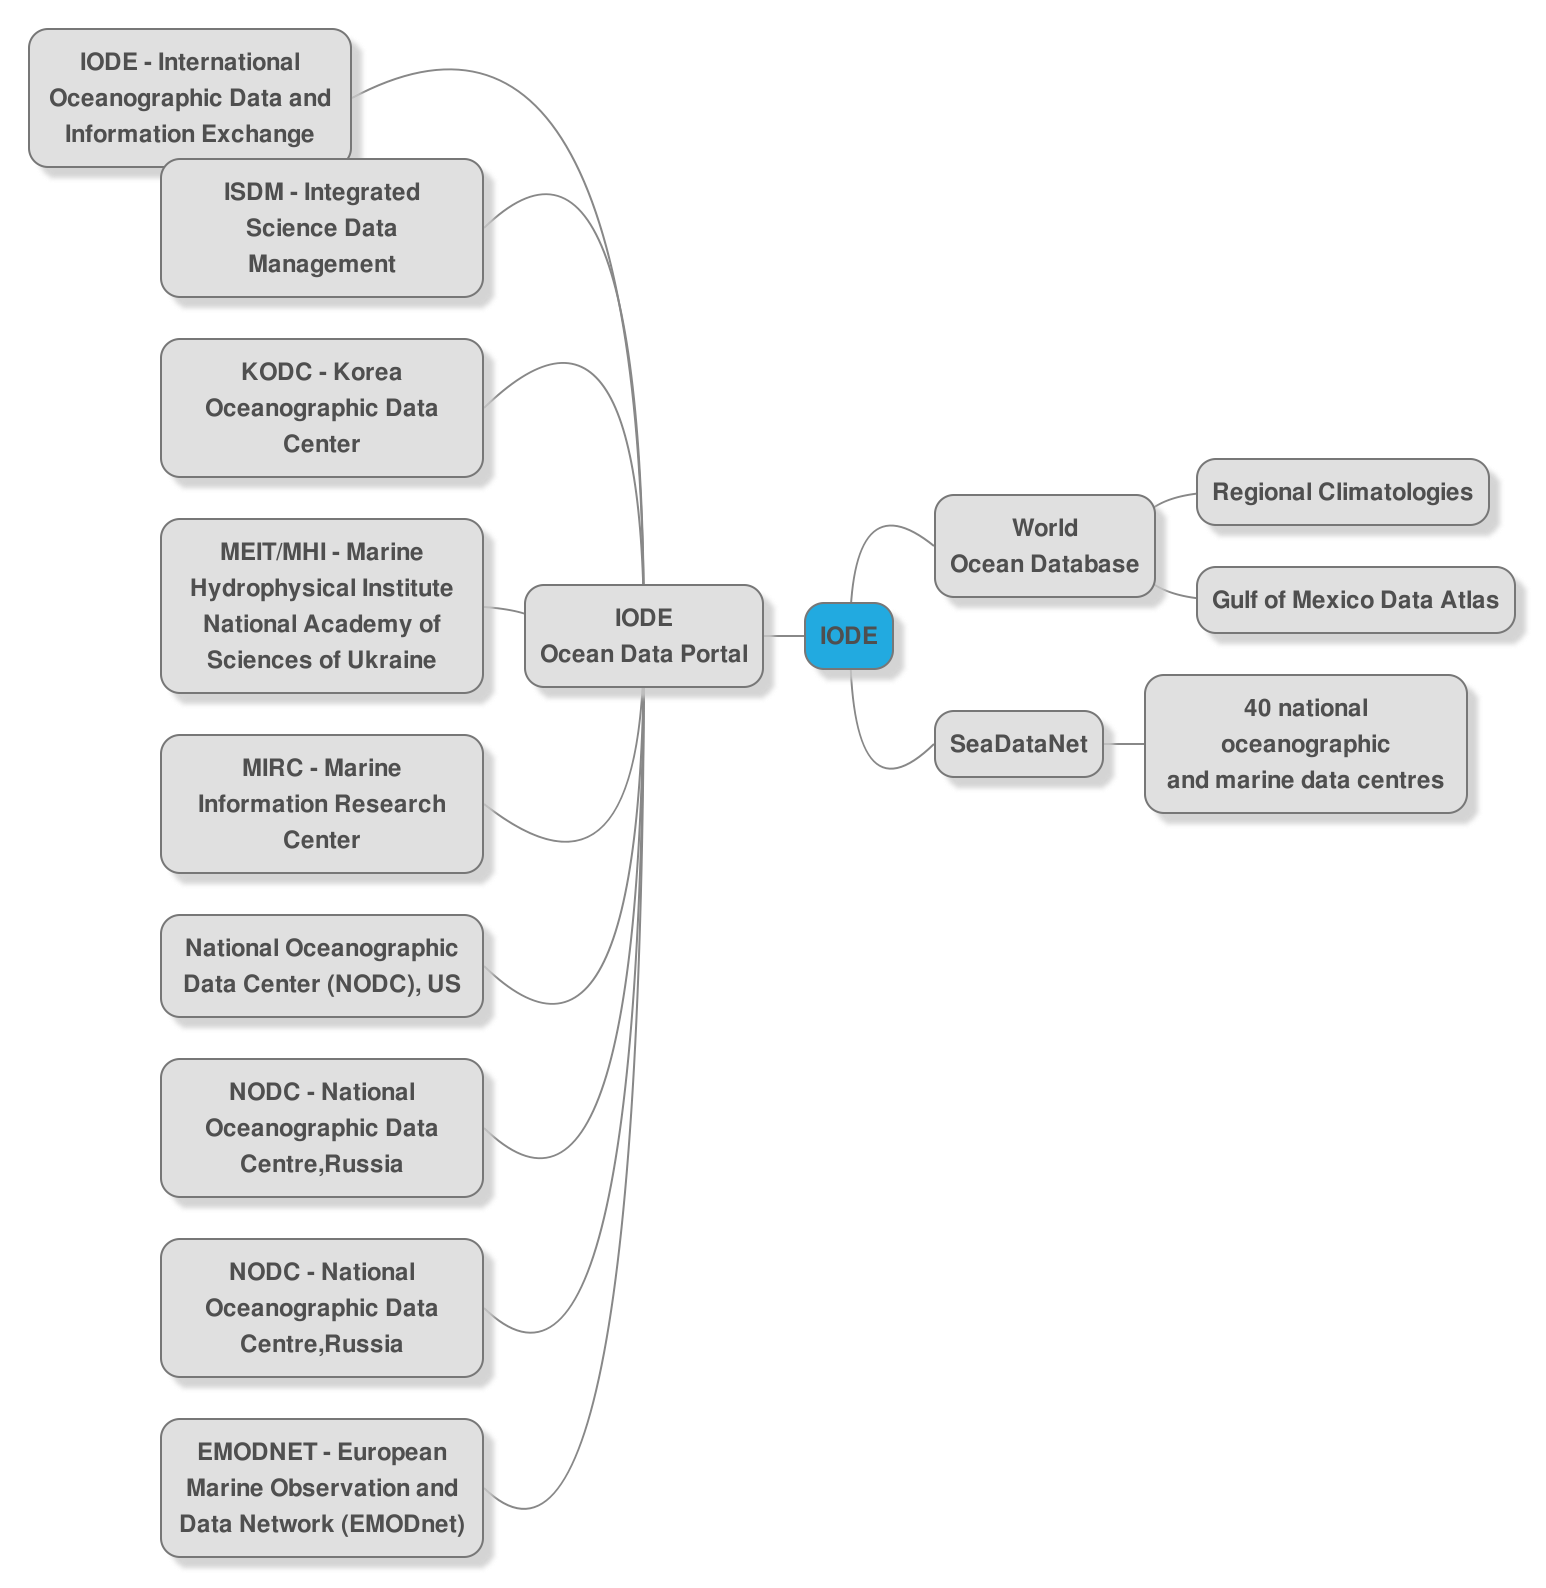 IODE - International
Oceanographic Data and
Information Exchange
ISDM - Integrated
Science Data
Management
KODC - Korea
Oceanographic Data
Center
MEIT/MHI - Marine
Hydrophysical Institute
National Academy of
Sciences of Ukraine
MIRC - Marine
Information Research
Center
National Oceanographic
Data Center (NODC), US
NODC - National
Oceanographic Data
Centre,Russia
NODC - National
Oceanographic Data
Centre,Russia
EMODNET - European
Marine Observation and
Data Network (EMODnet)
IODE
Ocean Data Portal
IODE
World
Ocean Database
Regional Climatologies
Gulf of Mexico Data Atlas
SeaDataNet
40 national
oceanographic
and marine data centres